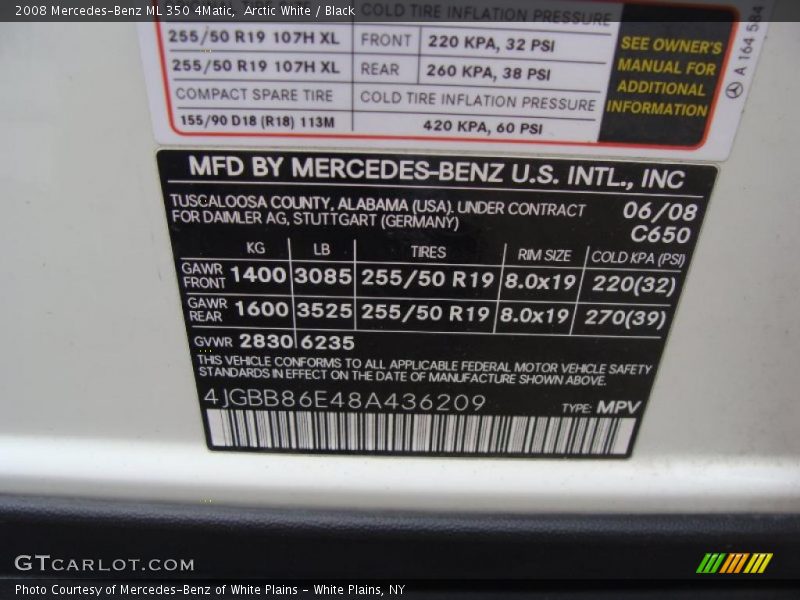 2008 Mercedes-Benz ML 350 4Matic, Arctic White / Black
COLD TIRE INFLATION PRESSURE
255/50 R19 107H XL FRONT 220 KPA, 32 PSI
255/50 R19 107H XL REAR 260 KPA, 38 PSI
COMPACT SPARE TIRE COLD TIRE INFLATION PRESSURE
155/90 D18 (R18) 113M 420 KPA, 60 PSI
SEE OWNER'S
MANUAL FOR
ADDITIONAL
INFORMATION
A 164 584
MFD BY MERCEDES-BENZ U.S. INTL., INC
TUSCALOOSA COUNTY, ALABAMA (USA), UNDER CONTRACT
FOR DAIMLER AG, STUTTGART (GERMANY)
06/08
C650
KG LB TIRES RIM SIZE COLD KPA (PSI)
GAWR
FRONT 1400 3085 255/50 R19 8.0x19 220(32)
GAWR
REAR 1600 3525 255/50 R19 8.0x19 270(39)
GVWR 2830 6235
THIS VEHICLE CONFORMS TO ALL APPLICABLE FEDERAL MOTOR VEHICLE SAFETY
STANDARDS IN EFFECT ON THE DATE OF MANUFACTURE SHOWN ABOVE.
4JGBB86E48A436209
TYPE: MPV
GTCARLOT.COM
Photo Courtesy of Mercedes-Benz of White Plains - White Plains, NY